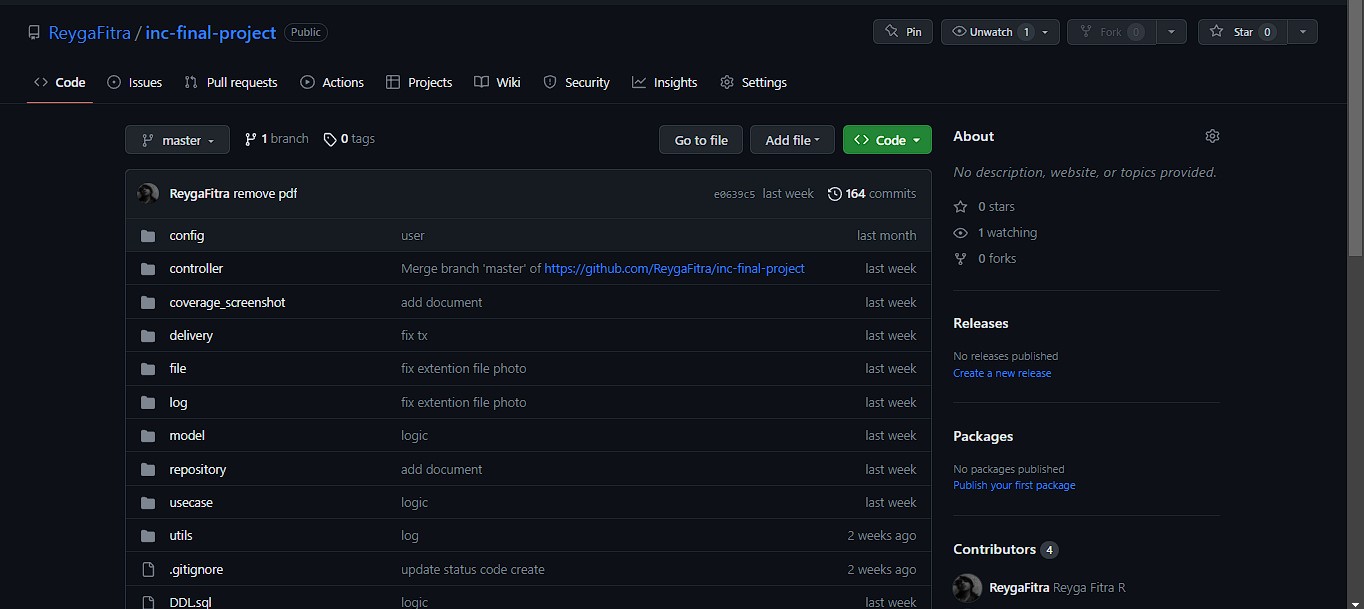 ReygaFitra / inc-final-project Public
Pin Unwatch 1 Fork 0 Star 0
Code Issues Pull requests Actions Projects Wiki Security Insights Settings
master 1 branch 0 tags Go to file Add file Code
ReygaFitra remove pdf e0639c5 last week 164 commits
config user last month
controller Merge branch 'master' of https://github.com/ReygaFitra/inc-final-project last week
coverage_screenshot add document last week
delivery fix tx last week
file fix extention file photo last week
log fix extention file photo last week
model logic last week
repository add document last week
usecase logic last week
utils log 2 weeks ago
.gitignore update status code create 2 weeks ago
DDL.sql logic last week
About
No description, website, or topics provided.
0 stars
1 watching
0 forks
Releases
No releases published
Create a new release
Packages
No packages published
Publish your first package
Contributors 4
ReygaFitra Reyga Fitra R